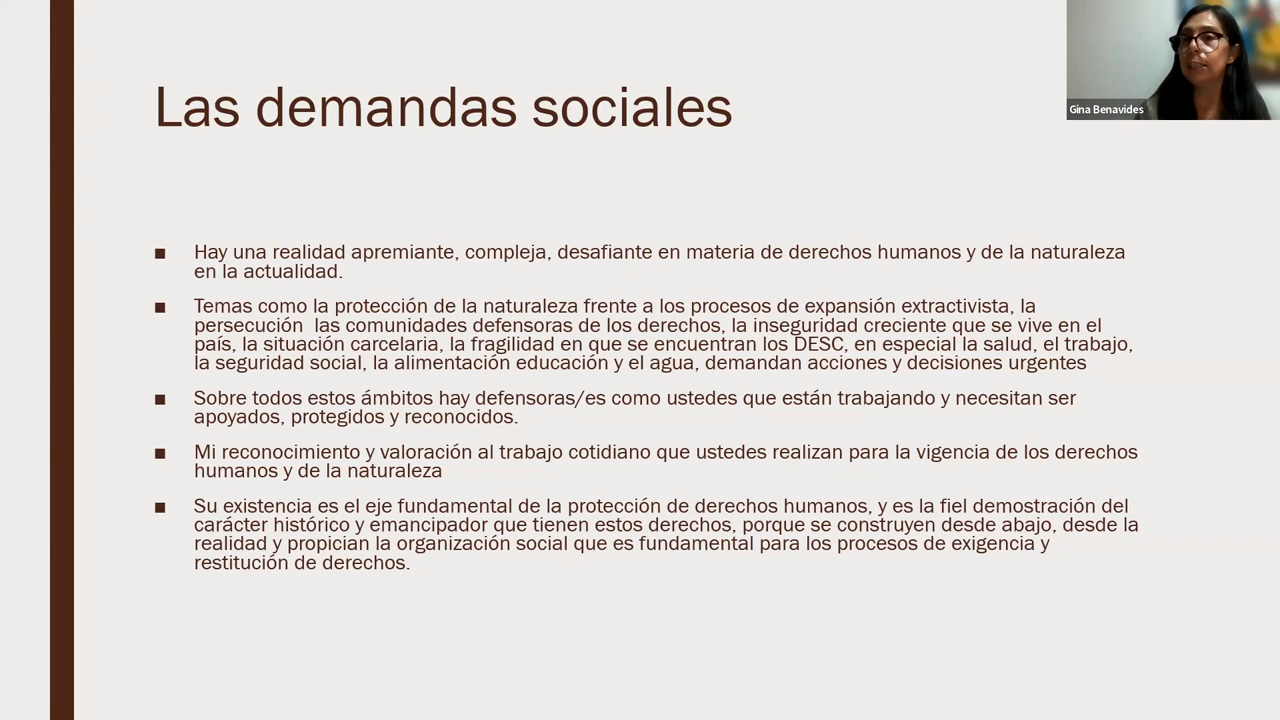 Las demandas sociales
Gina Benavides
■ Hay una realidad apremiante, compleja, desafiante en materia de derechos humanos y de la naturaleza
en la actualidad.
■ Temas como la protección de la naturaleza frente a los procesos de expansión extractivista, la
persecución  las comunidades defensoras de los derechos, la inseguridad creciente que se vive en el
país, la situación carcelaria, la fragilidad en que se encuentran los DESC, en especial la salud, el trabajo,
la seguridad social, la alimentación educación y el agua, demandan acciones y decisiones urgentes
■ Sobre todos estos ámbitos hay defensoras/es como ustedes que están trabajando y necesitan ser
apoyados, protegidos y reconocidos.
■ Mi reconocimiento y valoración al trabajo cotidiano que ustedes realizan para la vigencia de los derechos
humanos y de la naturaleza
■ Su existencia es el eje fundamental de la protección de derechos humanos, y es la fiel demostración del
carácter histórico y emancipador que tienen estos derechos, porque se construyen desde abajo, desde la
realidad y propician la organización social que es fundamental para los procesos de exigencia y
restitución de derechos.